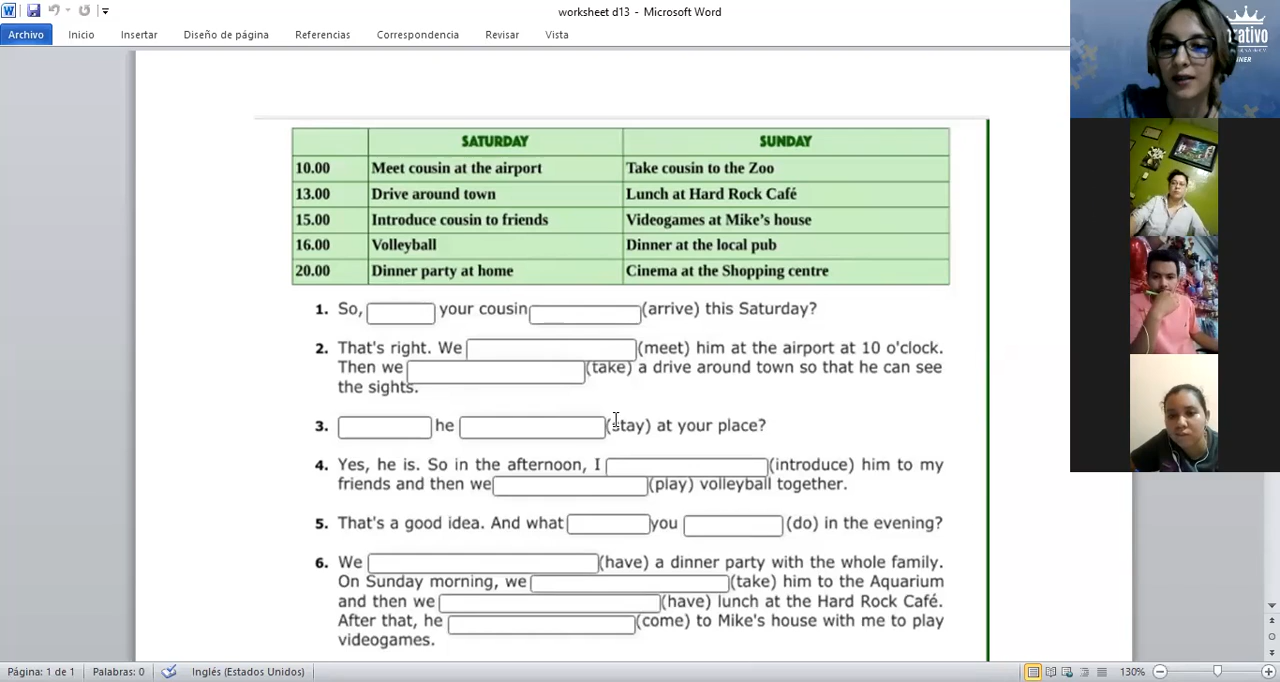 worksheet d13 - Microsoft Word
Archivo Inicio Insertar Diseño de página Referencias Correspondencia Revisar Vista
SATURDAY SUNDAY
10.00 Meet cousin at the airport Take cousin to the Zoo
13.00 Drive around town Lunch at Hard Rock Café
15.00 Introduce cousin to friends Videogames at Mike's house
16.00 Volleyball Dinner at the local pub
20.00 Dinner party at home Cinema at the Shopping centre
1. So, your cousin (arrive) this Saturday?
2. That's right. We (meet) him at the airport at 10 o'clock.
Then we (take) a drive around town so that he can see
the sights.
3. he (stay) at your place?
4. Yes, he is. So in the afternoon, I (introduce) him to my
friends and then we (play) volleyball together.
5. That's a good idea. And what you (do) in the evening?
6. We (have) a dinner party with the whole family.
On Sunday morning, we (take) him to the Aquarium
and then we (have) lunch at the Hard Rock Café.
After that, he (come) to Mike's house with me to play
videogames.
Página: 1 de 1 Palabras: 0 Inglés (Estados Unidos) 130%